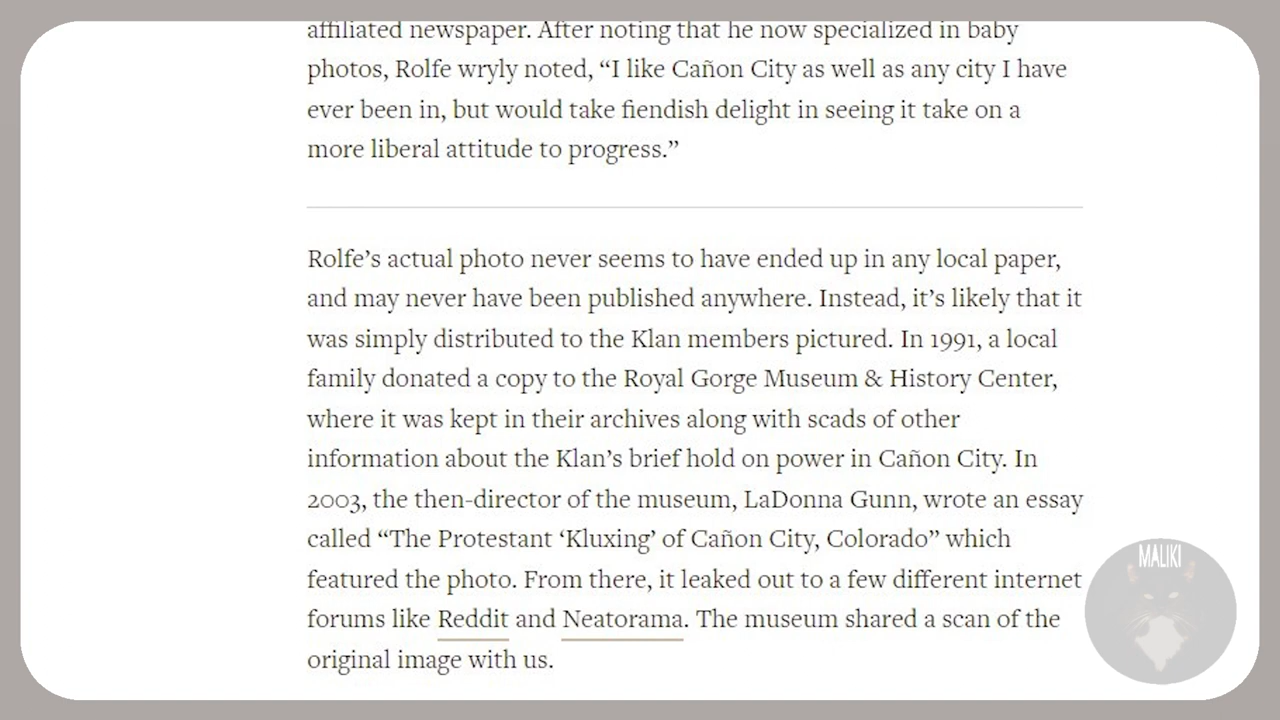 affiliated newspaper. After noting that he now specialized in baby
photos, Rolfe wryly noted, “I like Cañon City as well as any city I have
ever been in, but would take fiendish delight in seeing it take on a
more liberal attitude to progress.”
Rolfe’s actual photo never seems to have ended up in any local paper,
and may never have been published anywhere. Instead, it’s likely that it
was simply distributed to the Klan members pictured. In 1991, a local
family donated a copy to the Royal Gorge Museum & History Center,
where it was kept in their archives along with scads of other
information about the Klan’s brief hold on power in Cañon City. In
2003, the then-director of the museum, LaDonna Gunn, wrote an essay
called “The Protestant ‘Kluxing’ of Cañon City, Colorado” which
featured the photo. From there, it leaked out to a few different internet
forums like Reddit and Neatorama. The museum shared a scan of the
original image with us.
MALIKI